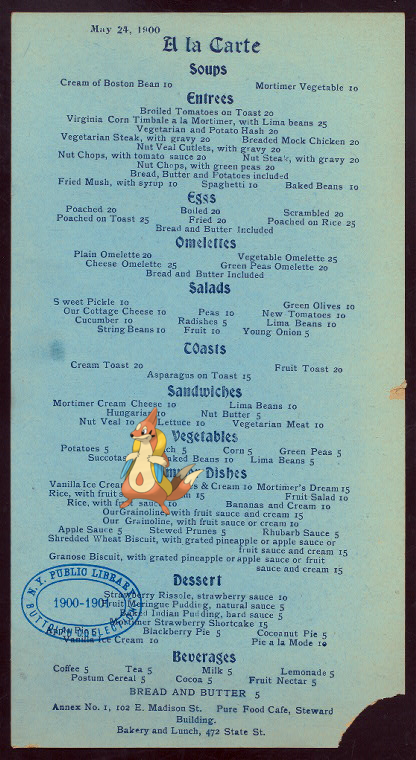 May 24, 1900
A la Carte
Soups
Cream of Boston Bean 10 Mortimer Vegetable 10
Entrees
Broiled Tomatoes on Toast 20
Virginia Corn Timbale a la Mortimer, with Lima beans 25
Vegetarian and Potato Hash 20
Vegetarian Steak, with gravy 20 Breaded Mock Chicken 20
Nut Veal Cutlets, with gravy 20
Nut Chops, with tomato sauce 20 Nut Steak, with gravy 20
Nut Chops, with green peas 20
Bread, Butter and Potatoes included
Fried Mush, with syrup 10 Spaghetti 10 Baked Beans 10
Eggs
Poached 20 Boiled 20 Scrambled 20
Poached on Toast 25 Fried 20 Poached on Rice 25
Bread and Butter Included
Omelettes
Plain Omelette 20 Vegetable Omelette 25
Cheese Omelette 25 Green Peas Omelette 20
Bread and Butter Included
Salads
Sweet Pickle 10 Green Olives 10
Our Cottage Cheese 10 Peas 10 New Tomatoes 10
Cucumber 10 Radishes 5 Lima Beans 10
String Beans 10 Fruit 10 Young Onion 5
Toasts
Cream Toast 20 Fruit Toast 20
Asparagus on Toast 15
Sandwiches
Mortimer Cream Cheese 10 Lima Beans 10
Hungaria Nut Butter 5
Nut Veal 10 Lettuce 10 Vegetarian Meat 10
Vegetables
Potatoes 5 ch 5 Corn 5 Green Peas 5
Succotas aked Beans 10 Lima Beans 5
Dishes
Vanilla Ice Crea s & Cream 10 Mortimer's Dream 15
Rice, with fruit s 15 Fruit Salad 10
Rice, with fru sauce 10 Bananas and Cream 10
Our Grainolina, with fruit sauce and cream 15
Our Grainoline, with fruit sauce or cream 10
Apple Sauce 5 Stewed Prunes 5 Rhubarb Sauce 5
Shredded Wheat Biscuit, with grated pineapple or apple sauce or
fruit sauce and cream 15
Granose Biscuit, with grated pineapple or apple sauce or fruit
sauce and cream 15
Dessert
Strawberry Rissole, strawberry sauce 10
Fruit Meringue Pudding, natural sauce 5
Baked Indian Pudding, hard sauce 5
Mortimer Strawberry Shortcake 15
Apple Pie 5 Blackberry Pie 5 Cocoanut Pie 5
Vanilla Ice Cream 10 Pie a la Mode 10
N.Y. PUBLIC LIBRARY
1900-1901
BUTTOLPH COLLECTION
Beverages
Coffee 5 Tea 5 Milk 5 Lemonade 5
Postum Cereal 5 Cocoa 5 Fruit Nectar 5
BREAD AND BUTTER 5
Annex No. 1, 102 E. Madison St. Pure Food Cafe, Steward
Building.
Bakery and Lunch, 472 State St.